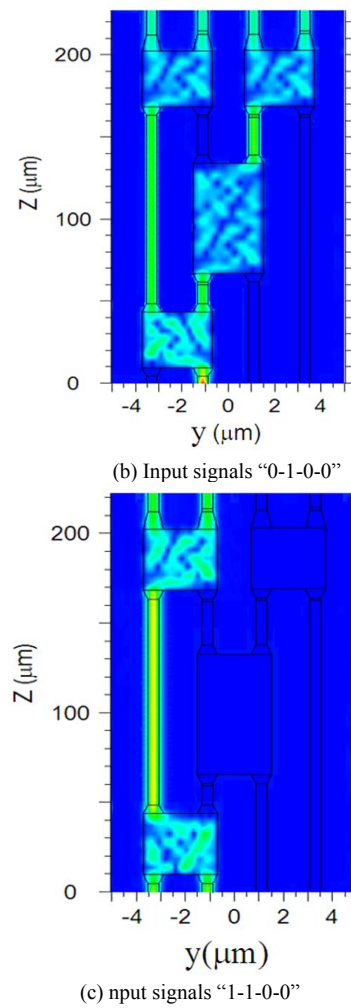 200
Z (μm)
100
0
-4 -2 0 2 4
y (μm)
(b) Input signals “0-1-0-0”
200
Z (μm)
100
0
-4 -2 0 2 4
y(μm)
(c) nput signals “1-1-0-0”